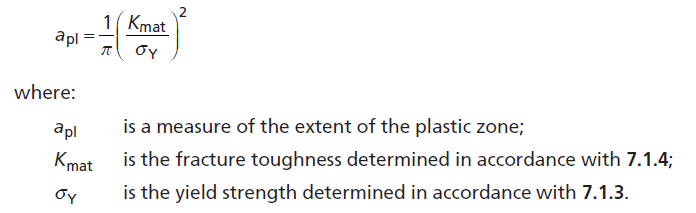 a_pl = 1/π (K_mat / σ_Y)²
where:
a_pl is a measure of the extent of the plastic zone;
K_mat is the fracture toughness determined in accordance with 7.1.4;
σ_Y is the yield strength determined in accordance with 7.1.3.